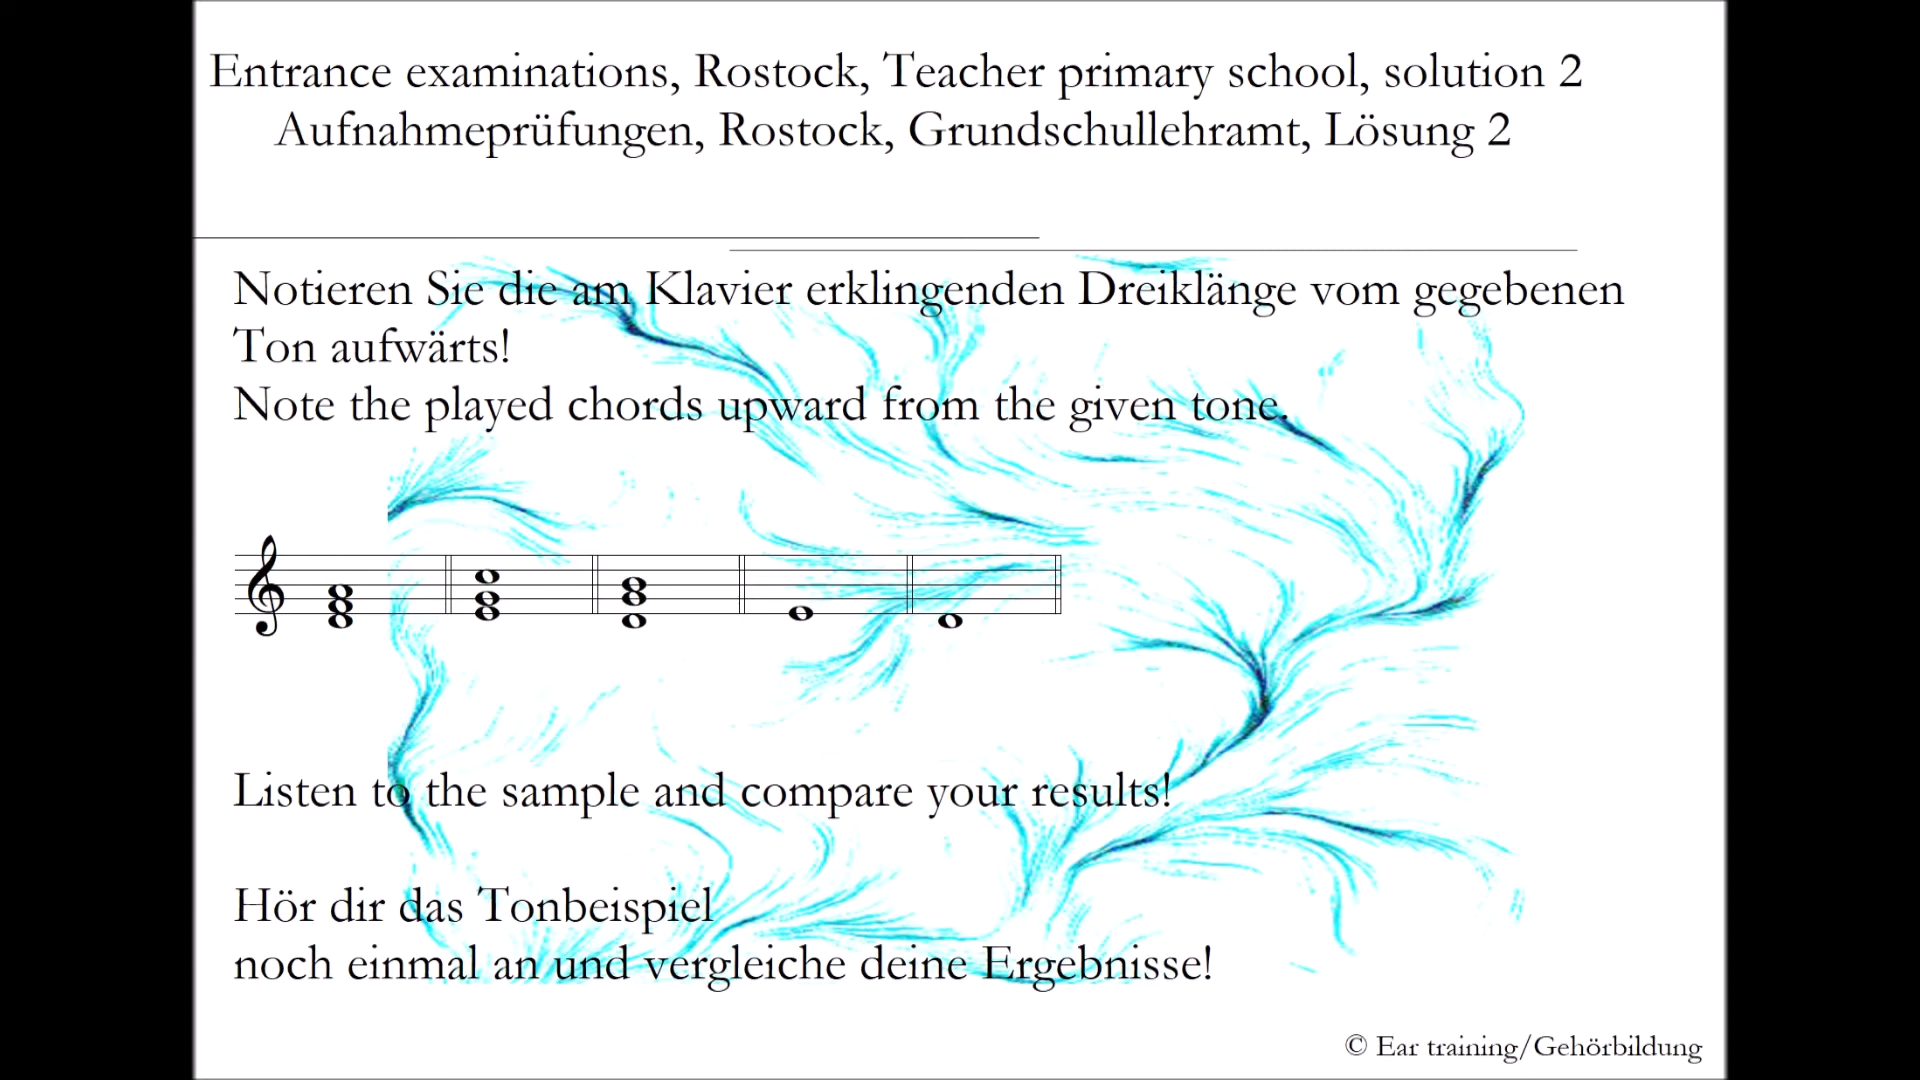 Entrance examinations, Rostock, Teacher primary school, solution 2
Aufnahmeprüfungen, Rostock, Grundschullehramt, Lösung 2
Notieren Sie die am Klavier erklingenden Dreiklänge vom gegebenen
Ton aufwärts!
Note the played chords upward from the given tone.
Listen to the sample and compare your results!
Hör dir das Tonbeispiel
noch einmal an und vergleiche deine Ergebnisse!
© Ear training/Gehörbildung